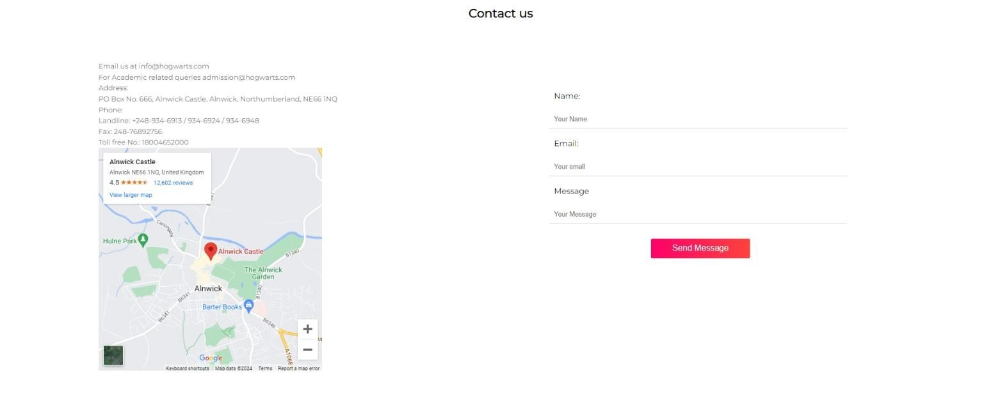 Contact us
Email us at info@hogwarts.com
For Academic related queries admission@hogwarts.com
Address:
PO Box No. 666, Alnwick Castle, Alnwick, Northumberland, NE66 1NQ
Phone:
Landline: +248-934-6913 / 934-6924 / 934-6948
Fax: 248-76892756
Toll free No.: 18004652000
Alnwick Castle
Alnwick NE66 1NQ, United Kingdom
4.5 12,602 reviews
View larger map
Canongate
Hulne Park
Alnwick Castle
B1340
The Alnwick
Garden
Alnwick
B1340
B6341
Barter Books
B6341
B6346
A1068
Google
Keyboard shortcuts Map data ©2024 Terms Report a map error
Name:
Your Name
Email:
Your email
Message
Your Message
Send Message